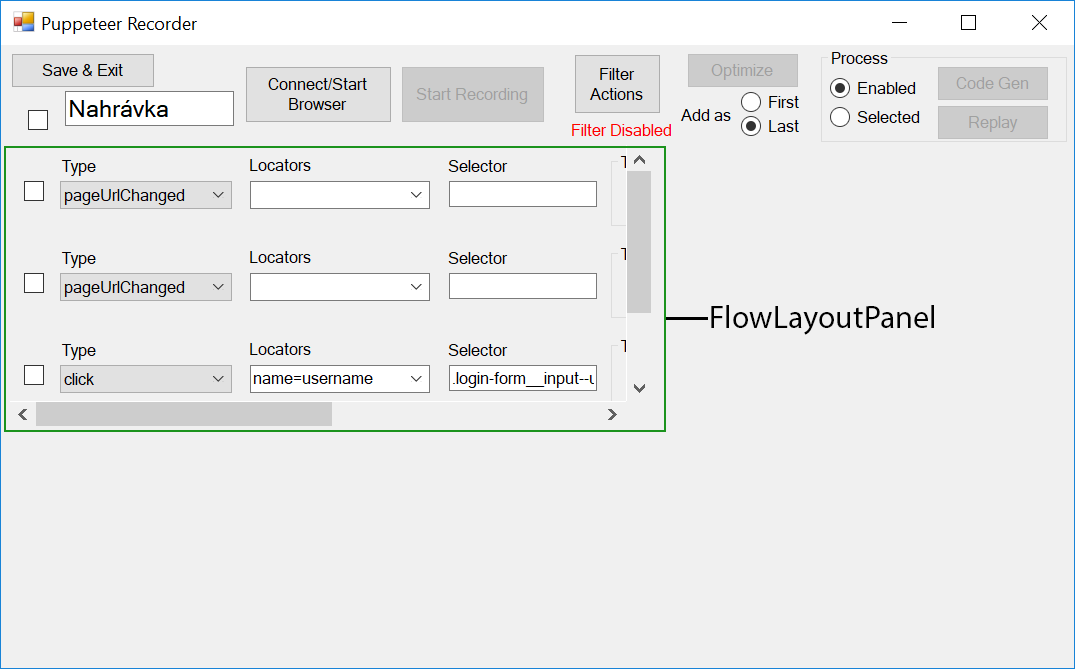 Puppeteer Recorder
Save & Exit
Nahrávka
Connect/Start
Browser
Start Recording
Filter
Actions
Filter Disabled
Optimize
Add as
First
Last
Process
Enabled
Selected
Code Gen
Replay
Type
Locators
Selector
T
pageUrlChanged
Type
Locators
Selector
T
pageUrlChanged
Type
Locators
Selector
T
click
name=username
.login-form__input--u
FlowLayoutPanel